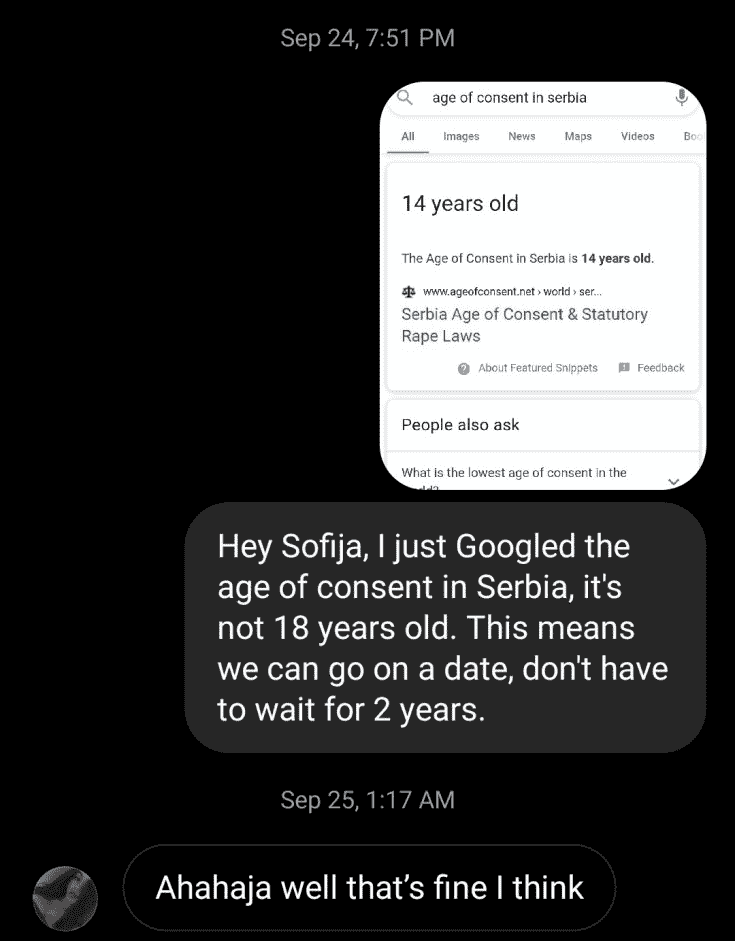 Sep 24, 7:51 PM
age of consent in serbia
All Images News Maps Videos
14 years old
The Age of Consent in Serbia is 14 years old.
www.ageofconsent.net › world › ser...
Serbia Age of Consent & Statutory
Rape Laws
About Featured Snippets Feedback
People also ask
What is the lowest age of consent in the
Hey Sofija, I just Googled the
age of consent in Serbia, it's
not 18 years old. This means
we can go on a date, don't have
to wait for 2 years.
Sep 25, 1:17 AM
Ahahaja well that’s fine I think